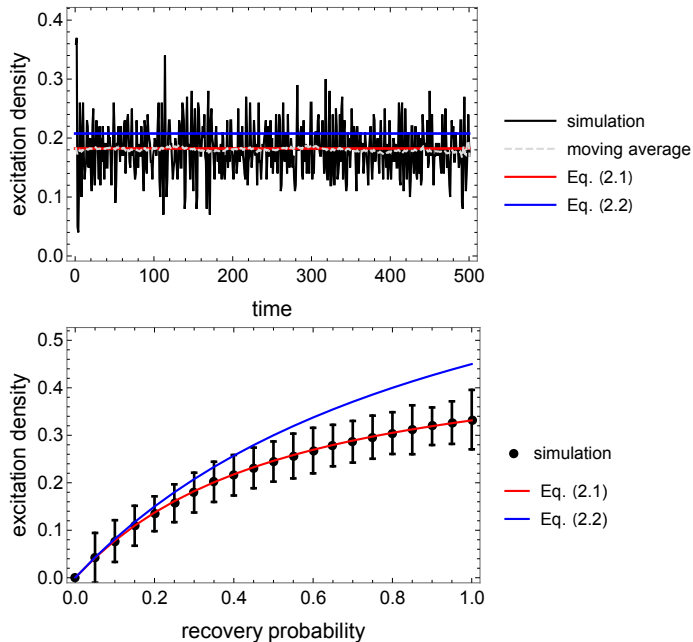 excitation density
0.4
0.3
0.2
0.1
0.0
0
100
200
300
400
500
time
simulation
moving average
Eq. (2.1)
Eq. (2.2)
excitation density
0.5
0.4
0.3
0.2
0.1
0.0
0.0
0.2
0.4
0.6
0.8
1.0
recovery probability
simulation
Eq. (2.1)
Eq. (2.2)